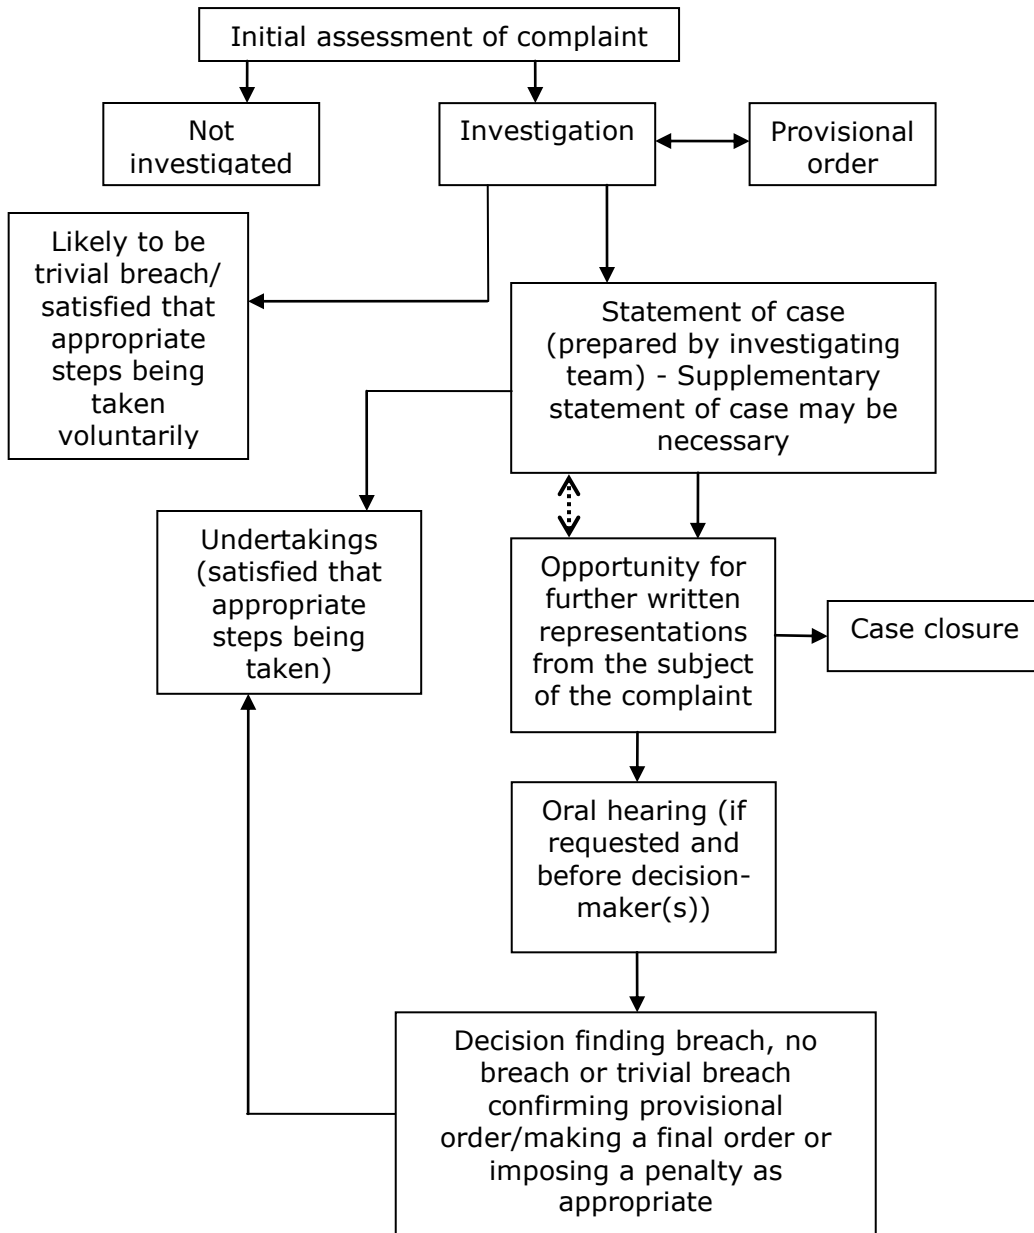 Initial assessment of complaint
Not
investigated
Investigation
Provisional
order
Likely to be
trivial breach/
satisfied that
appropriate
steps being
taken
voluntarily
Statement of case
(prepared by investigating
team) - Supplementary
statement of case may be
necessary
Undertakings
(satisfied that
appropriate
steps being
taken)
Opportunity for
further written
representations
from the subject
of the complaint
Case closure
Oral hearing (if
requested and
before decision-
maker(s))
Decision finding breach, no
breach or trivial breach
confirming provisional
order/making a final order or
imposing a penalty as
appropriate